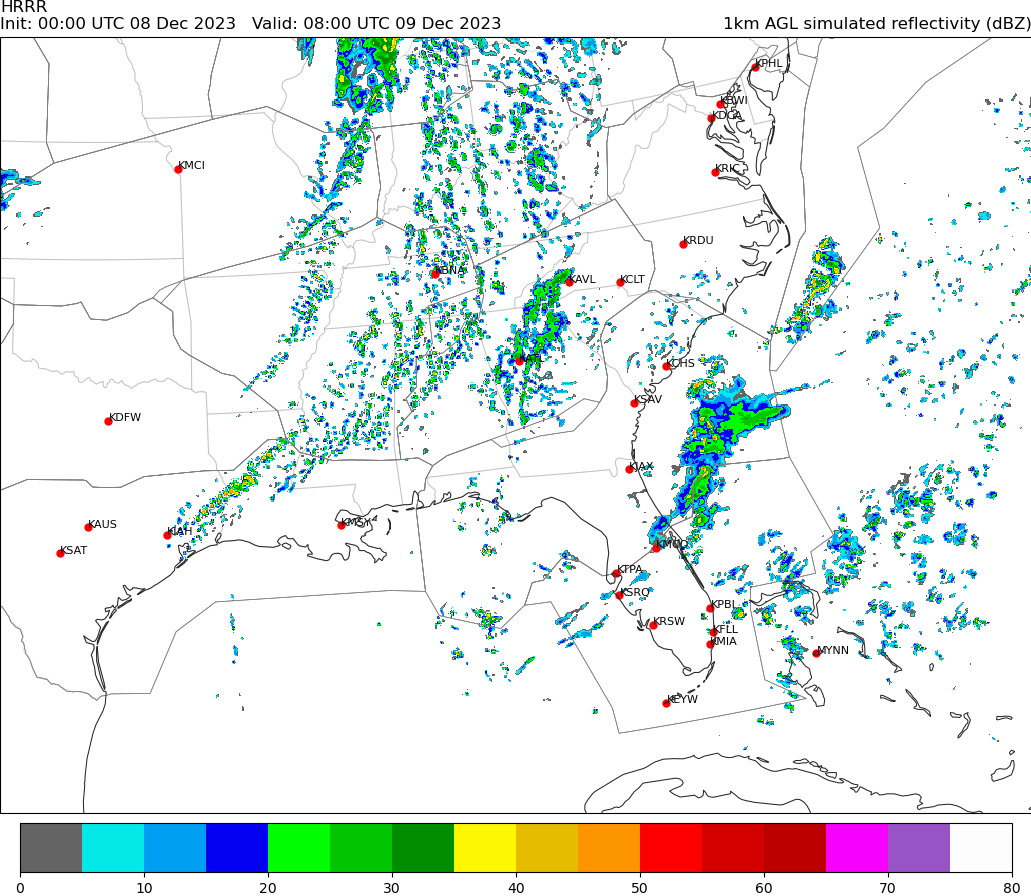 HRRR
Init: 00:00 UTC 08 Dec 2023   Valid: 08:00 UTC 09 Dec 2023   1km AGL simulated reflectivity (dBZ)
KPHL
KBWI
KDCA
KMCI
KRIC
KRDU
KBNA
KAVL
KCLT
KCHS
KSAV
KDFW
KJAX
KAUS
KIAH
KMSY
KSAT
KMCO
KTPA
KSRQ
KPBI
KRSW
KFLL
KMIA
MYNN
KEYW
0 10 20 30 40 50 60 70 80